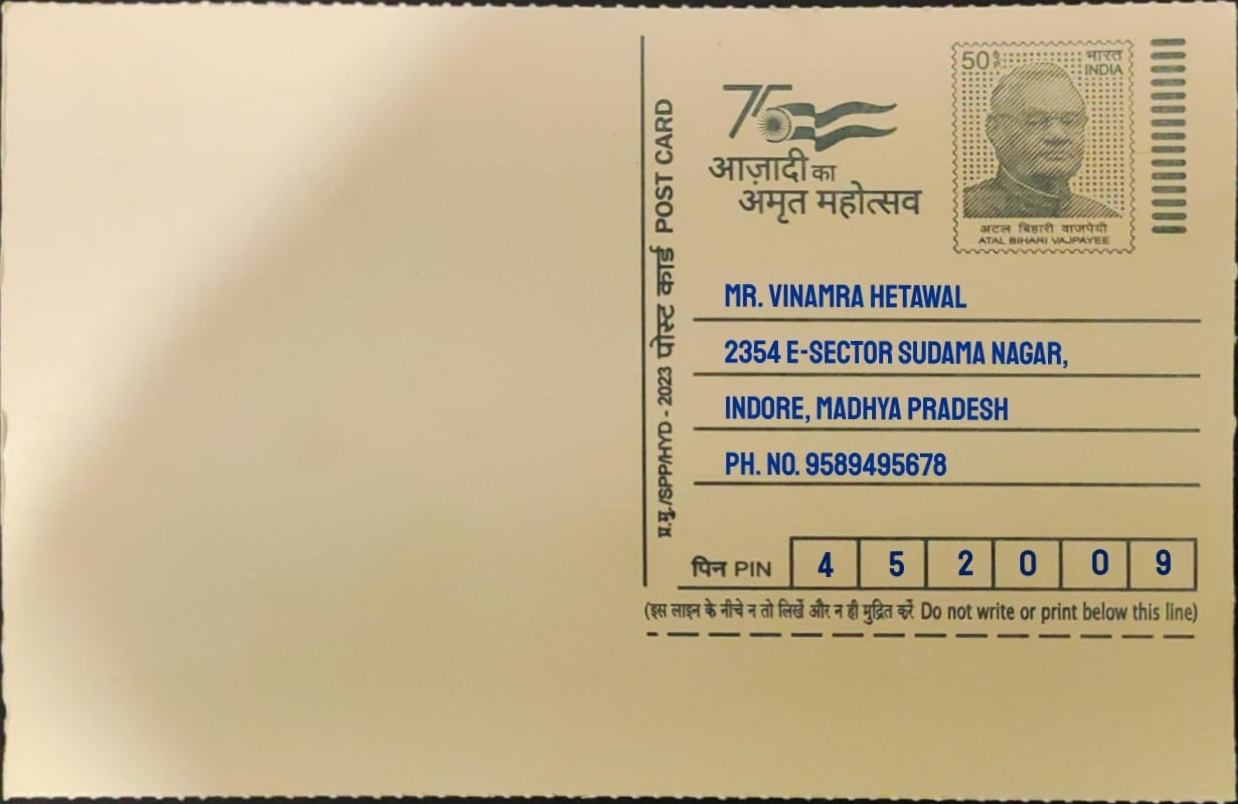 प्र.मु./SPP/HYD - 2023 पोस्ट कार्ड POST CARD
75
आज़ादी का
अमृत महोत्सव
50 भारत
INDIA
अटल बिहारी वाजपेयी
ATAL BIHARI VAJPAYEE
MR. VINAMRA HETAWAL
2354 E-SECTOR SUDAMA NAGAR,
INDORE, MADHYA PRADESH
PH. NO. 9589495678
पिन PIN 4 5 2 0 0 9
(इस लाइन के नीचे न तो लिखें और न ही मुद्रित करें Do not write or print below this line)